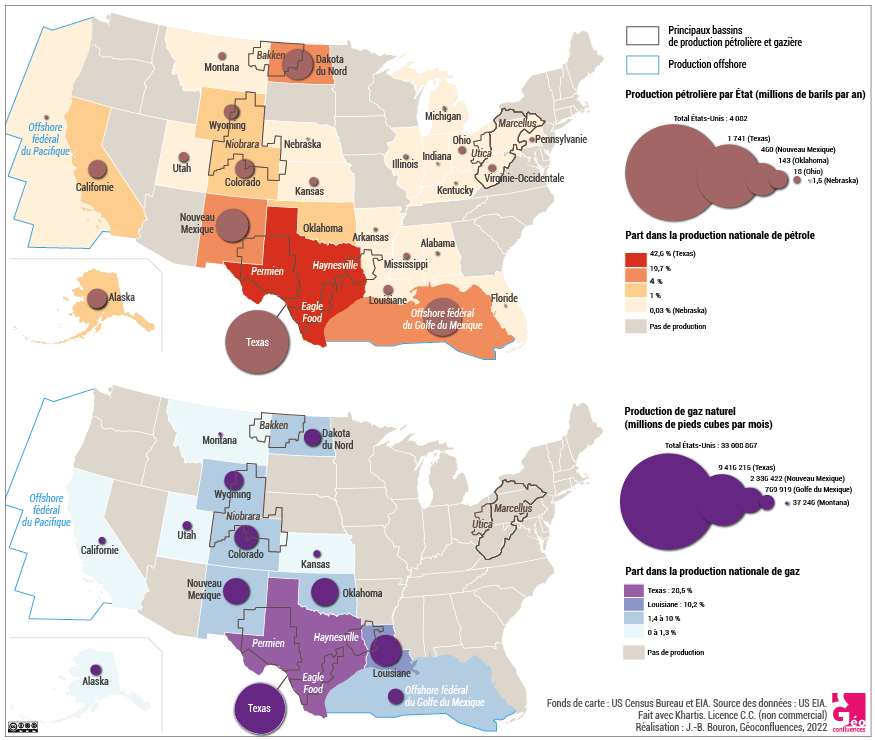 Bakken
Montana
Dakota
du Nord
Offshore
fédéral
du Pacifique
Wyoming
Niobrara
Nebraska
Utah
Colorado
Californie
Kansas
Michigan
Marcellus
Ohio
Pennsylvanie
Utica
Illinois
Indiana
Virginie-Occidentale
Kentucky
Nouveau
Mexique
Oklahoma
Arkansas
Alabama
Mississippi
Permien
Haynesville
Eagle
Food
Louisiane
Floride
Offshore fédéral
du Golfe du Mexique
Alaska
Texas
Principaux bassins
de production pétrolière et gazière
Production offshore
Production pétrolière par État (millions de barils par an)
Total États-Unis : 4 082
1 741 (Texas)
460 (Nouveau Mexique)
143 (Oklahoma)
18 (Ohio)
1,5 (Nebraska)
Part dans la production nationale de pétrole
42,5 % (Texas)
19,7 %
4 %
1 %
0,03 % (Nebraska)
Pas de production
Bakken
Montana
Dakota
du Nord
Offshore
fédéral
du Pacifique
Wyoming
Niobrara
Utah
Colorado
Californie
Kansas
Utica
Marcellus
Nouveau
Mexique
Oklahoma
Permien
Haynesville
Eagle
Food
Louisiane
Offshore fédéral
du Golfe du Mexique
Alaska
Texas
Production de gaz naturel
(millions de pieds cubes par mois)
Total États-Unis : 33 008 867
9 416 215 (Texas)
2 336 422 (Nouveau Mexique)
769 919 (Golfe du Mexique)
37 246 (Montana)
Part dans la production nationale de gaz
Texas : 28,5 %
Louisiane : 10,2 %
1,4 à 10 %
0 à 1,3 %
Pas de production
Fonds de carte : US Census Bureau et EIA. Source des données : US EIA.
Fait avec Khartis. Licence C.C. (non commercial)
Réalisation : J.-B. Bouron, Géoconfluences, 2022
Géo
confluences